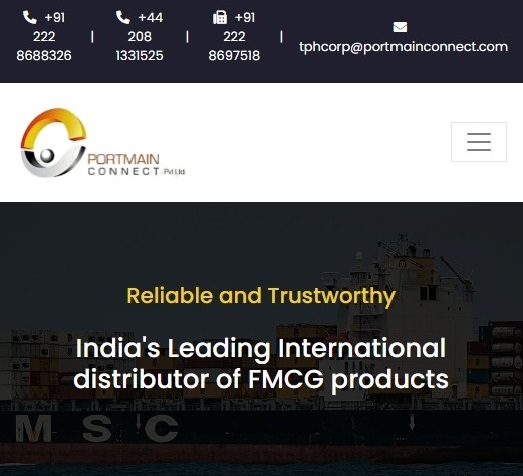 +91
222
8688326
|
+44
208
1331525
|
+91
222
8697518
|
tphcorp@portmainconnect.com
PORTMAIN
CONNECT Pvt Ltd.
Reliable and Trustworthy
India's Leading International
distributor of FMCG products
MSC